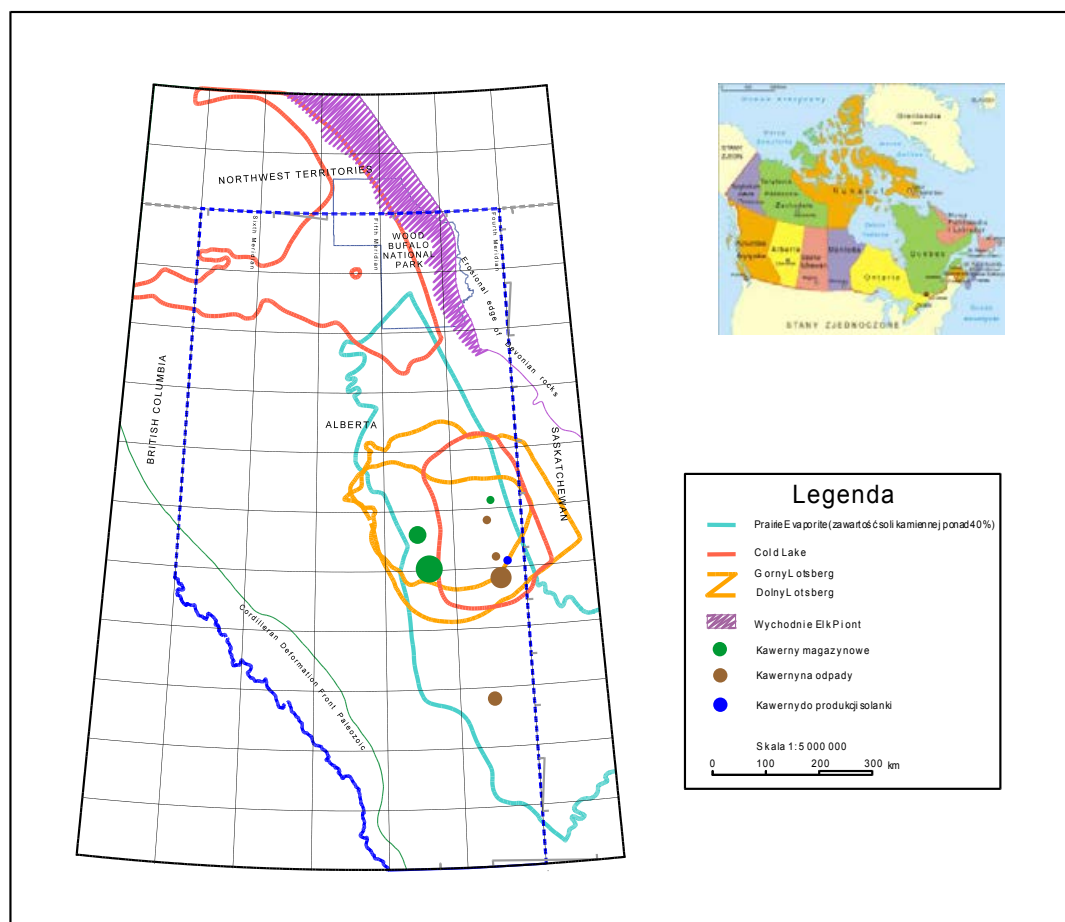 NORTHWEST TERRITORIES
Sixth Meridian
Fifth Meridian
Fourth Meridian
WOOD
BUFALO
NATIONAL
PARK
Erosional edge of Devonian rocks
BRITISH COLUMBIA
ALBERTA
SASKATCHEWAN
Cordilleran Deformation Front Paleozoic
Grenlandia
STANY
ZJEDN.
Nunavut
Zachodnie
Alberta
Manitoba
Ontario
Quebec
STANY ZJEDNOCZONE
Legenda
Prairie Evaporite (zawartość soli kamiennej ponad 40%)
Cold Lake
Gorny Lotsberg
Dolny Lotsberg
Wychodnie Elk Piont
Kawerny magazynowe
Kawerny na odpady
Kawerny do produkcji solanki
Skala 1:5 000 000
0 100 200 300 km